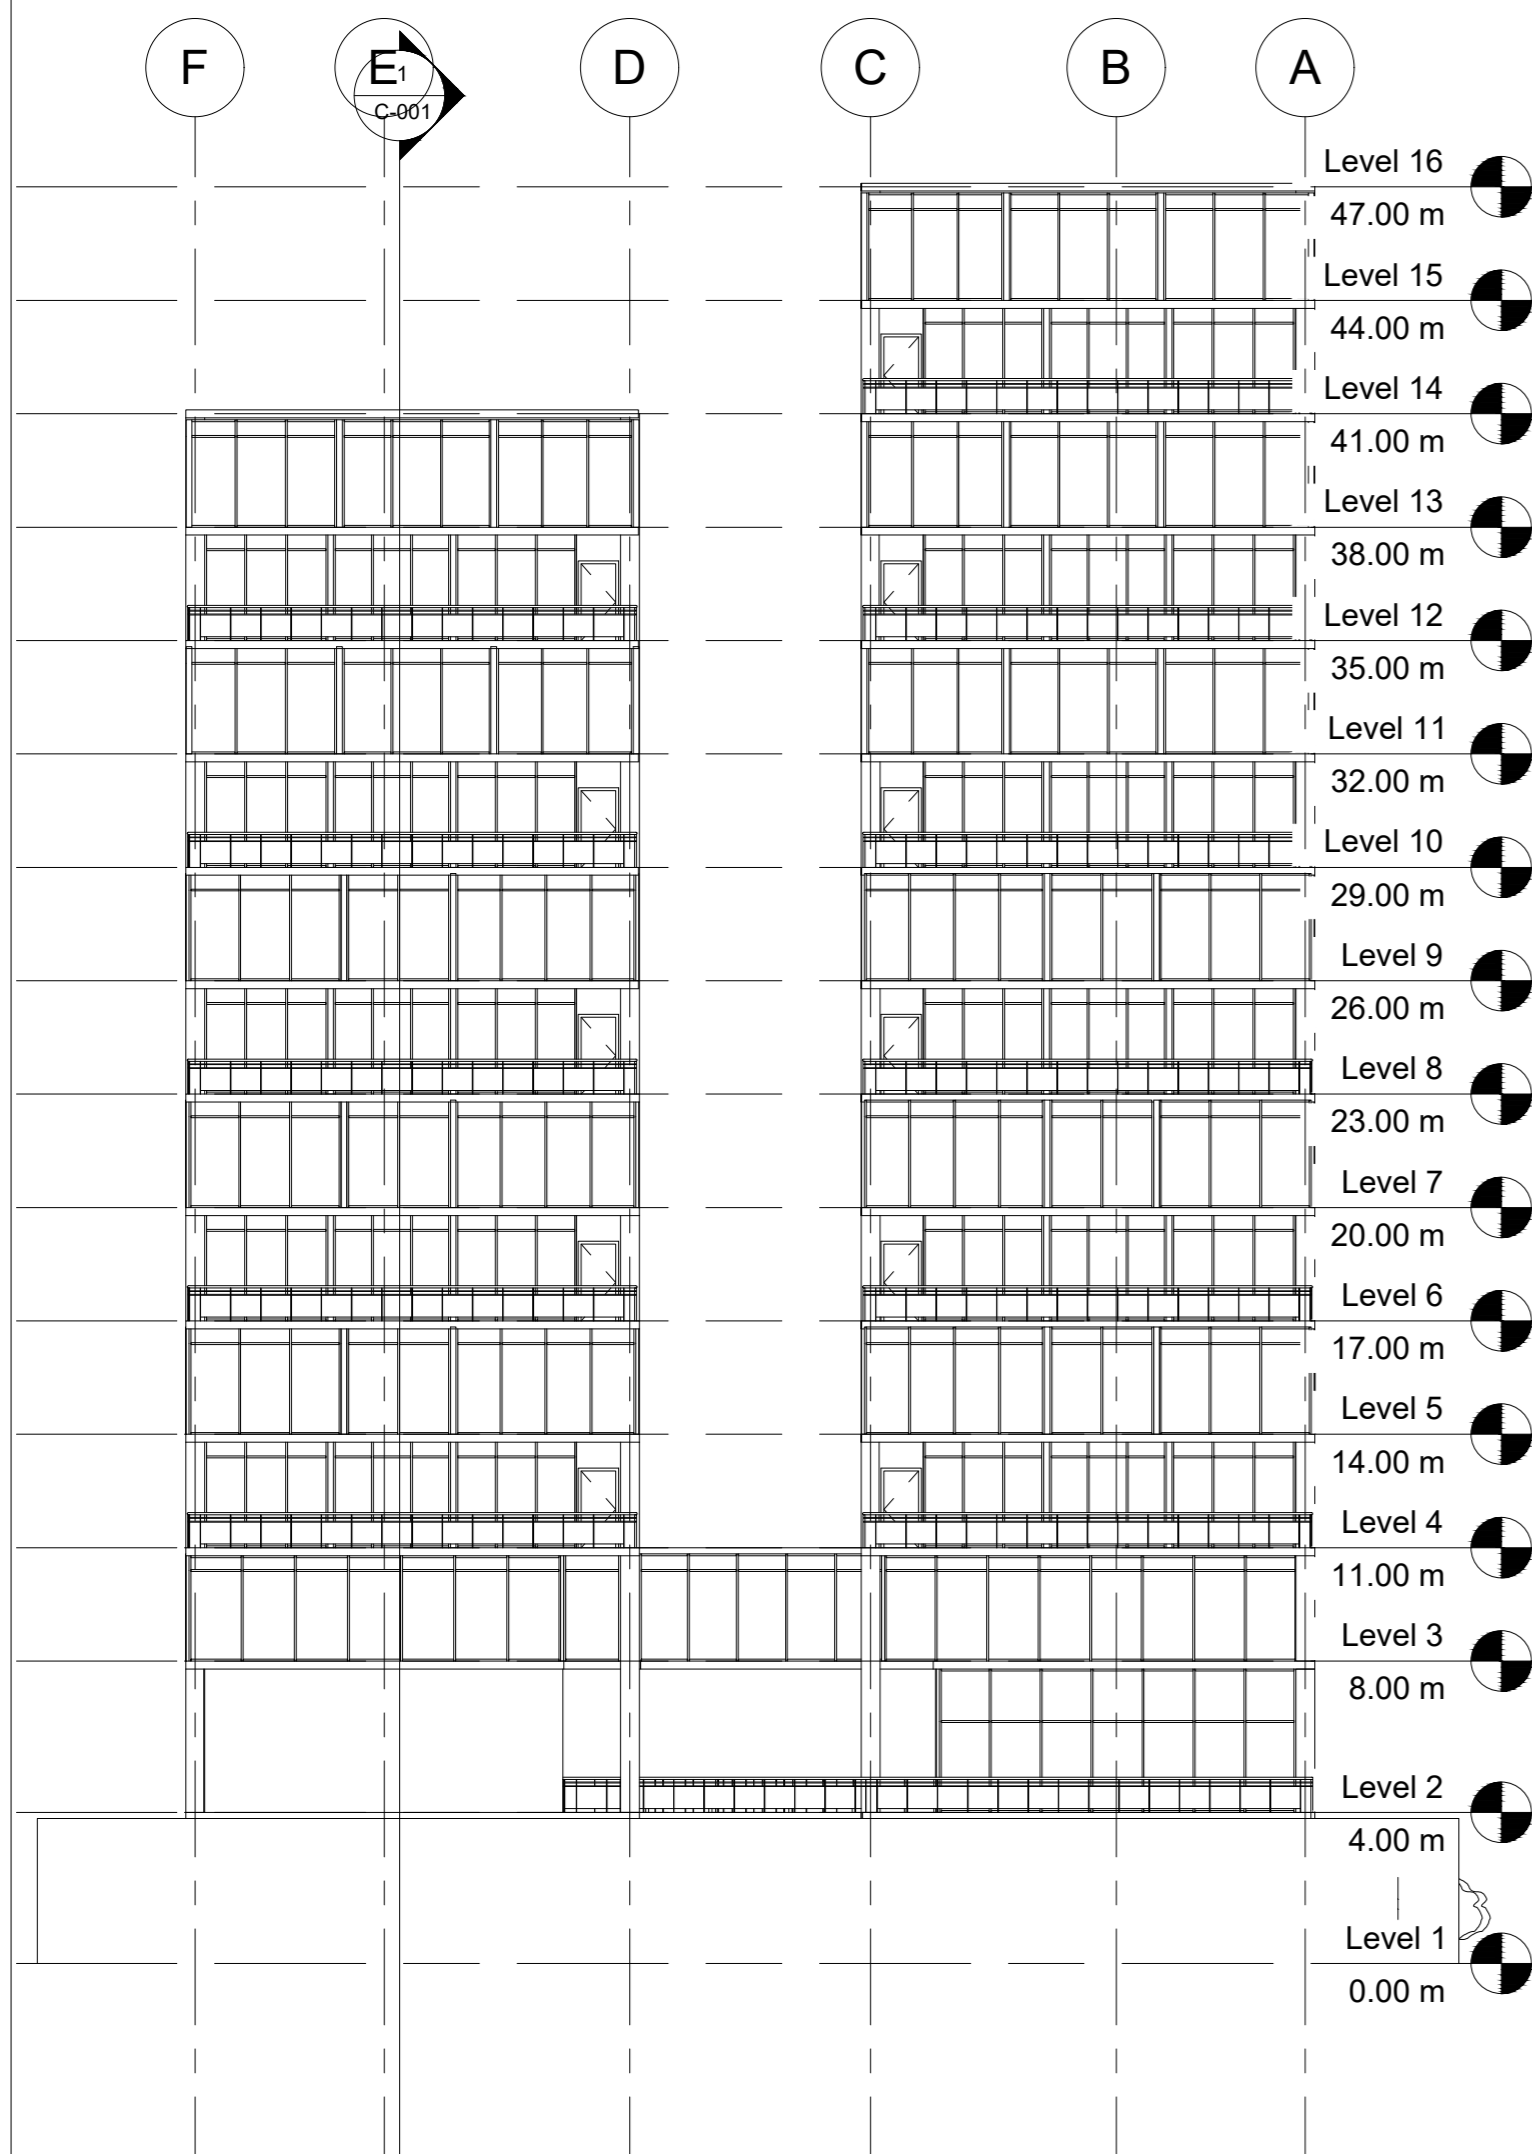 F E D C B A
1
C-001
Level 16
47.00 m
Level 15
44.00 m
Level 14
41.00 m
Level 13
38.00 m
Level 12
35.00 m
Level 11
32.00 m
Level 10
29.00 m
Level 9
26.00 m
Level 8
23.00 m
Level 7
20.00 m
Level 6
17.00 m
Level 5
14.00 m
Level 4
11.00 m
Level 3
8.00 m
Level 2
4.00 m
Level 1
0.00 m